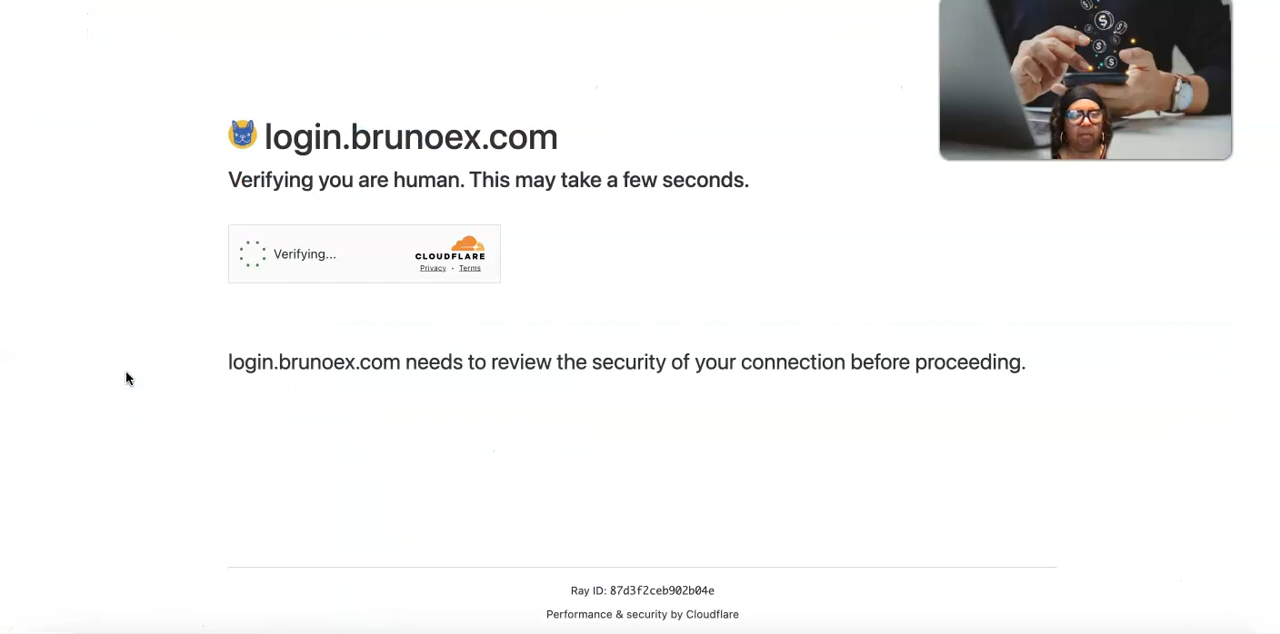 login.brunoex.com
Verifying you are human. This may take a few seconds.
Verifying...
CLOUDFLARE
Privacy • Terms
login.brunoex.com needs to review the security of your connection before proceeding.
Ray ID: 87d3f2ceb902b04e
Performance & security by Cloudflare